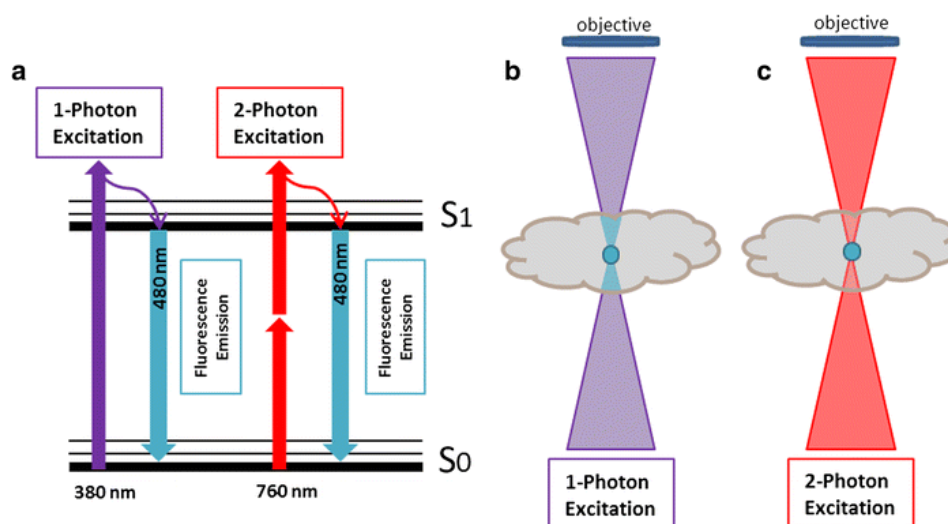 a
1-Photon
Excitation
2-Photon
Excitation
S1
480 nm
Fluorescence
Emission
480 nm
Fluorescence
Emission
S0
380 nm
760 nm
b
objective
1-Photon
Excitation
c
objective
2-Photon
Excitation